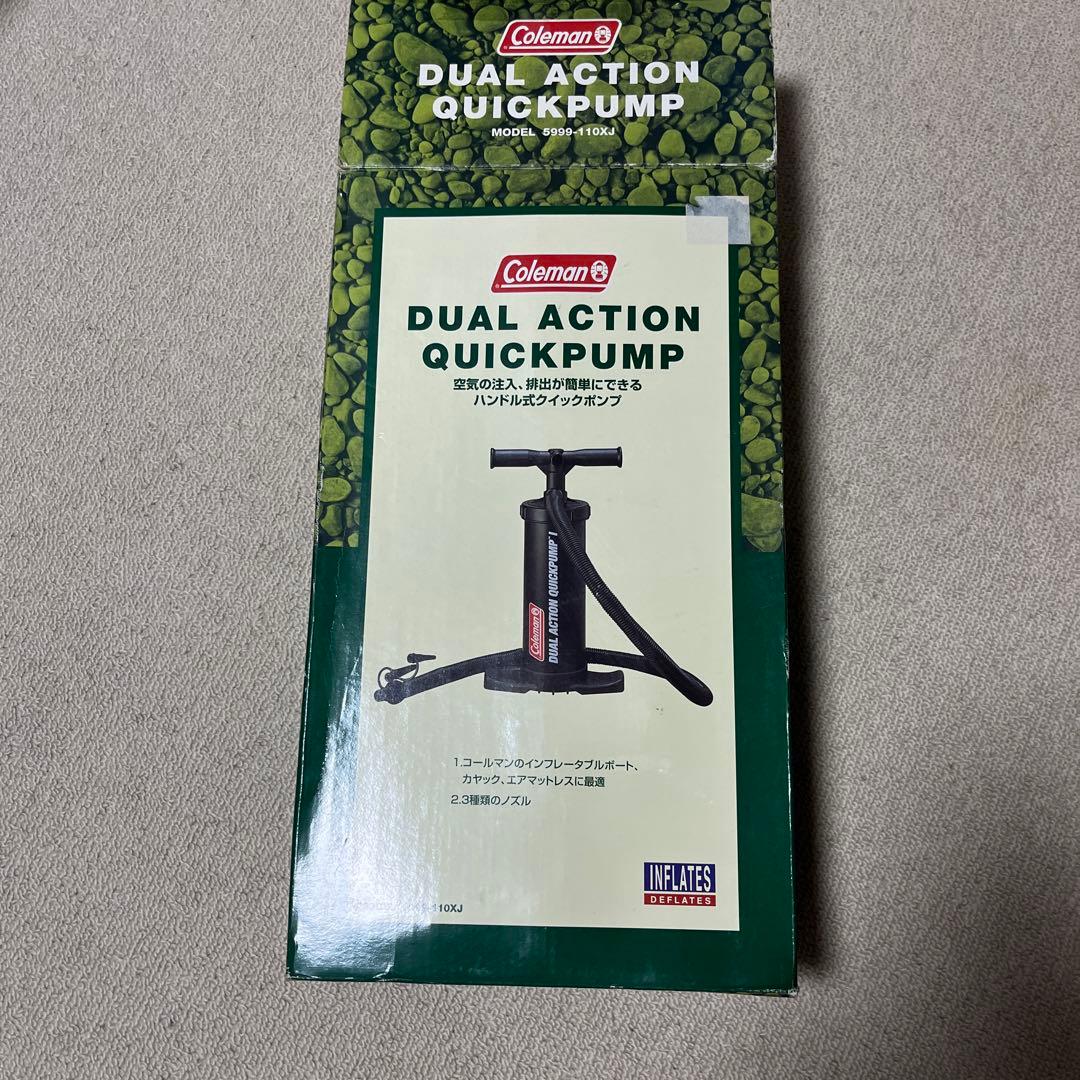 Coleman
DUAL ACTION
QUICKPUMP
MODEL 5999-110XJ
Coleman
DUAL ACTION
QUICKPUMP
空気の注入、排出が簡単にできる
ハンドル式クイックポンプ
Coleman
DUAL ACTION QUICKPUMP I
1.コールマンのインフレータブルボート、
カヤック、エアマットレスに最適
2.3種類のノズル
INFLATES
DEFLATES
-110XJ